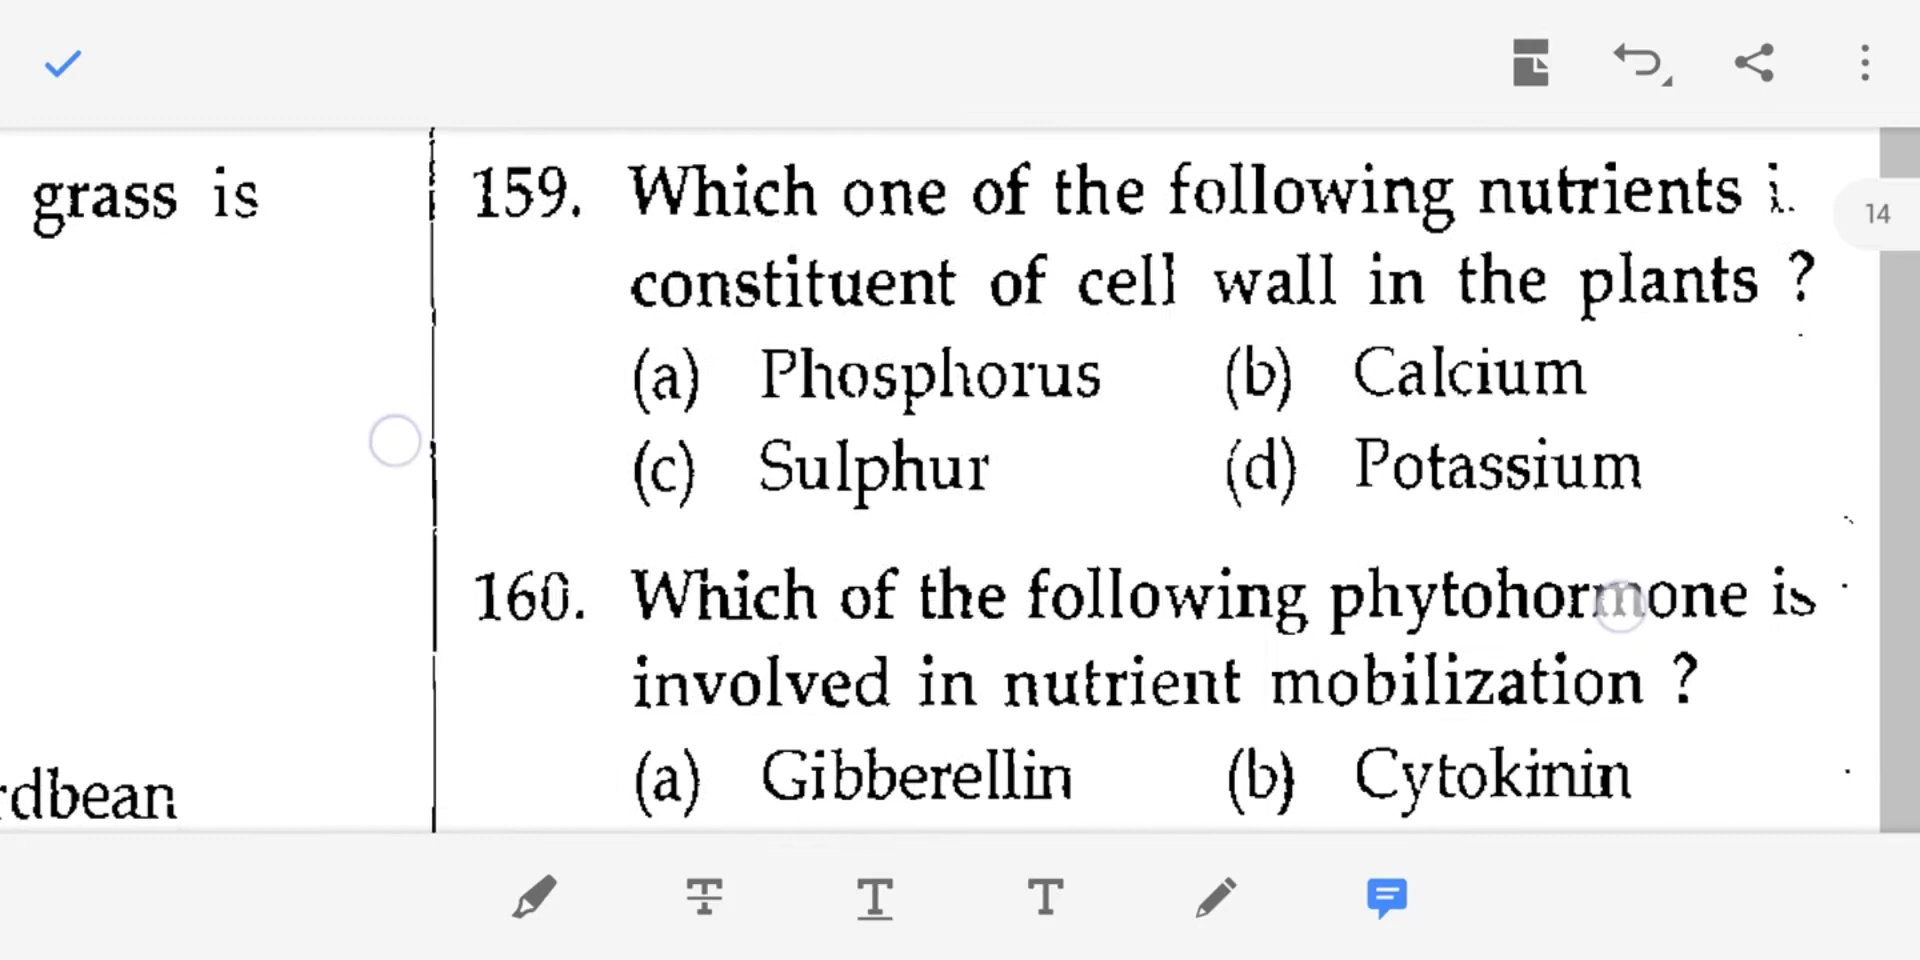 grass is
rdbean
159. Which one of the following nutrients
constituent of cell wall in the plants ?
(a) Phosphorus (b) Calcium
(c) Sulphur (d) Potassium
160. Which of the following phytohormone is
involved in nutrient mobilization ?
(a) Gibberellin (b) Cytokinin
14
T T T